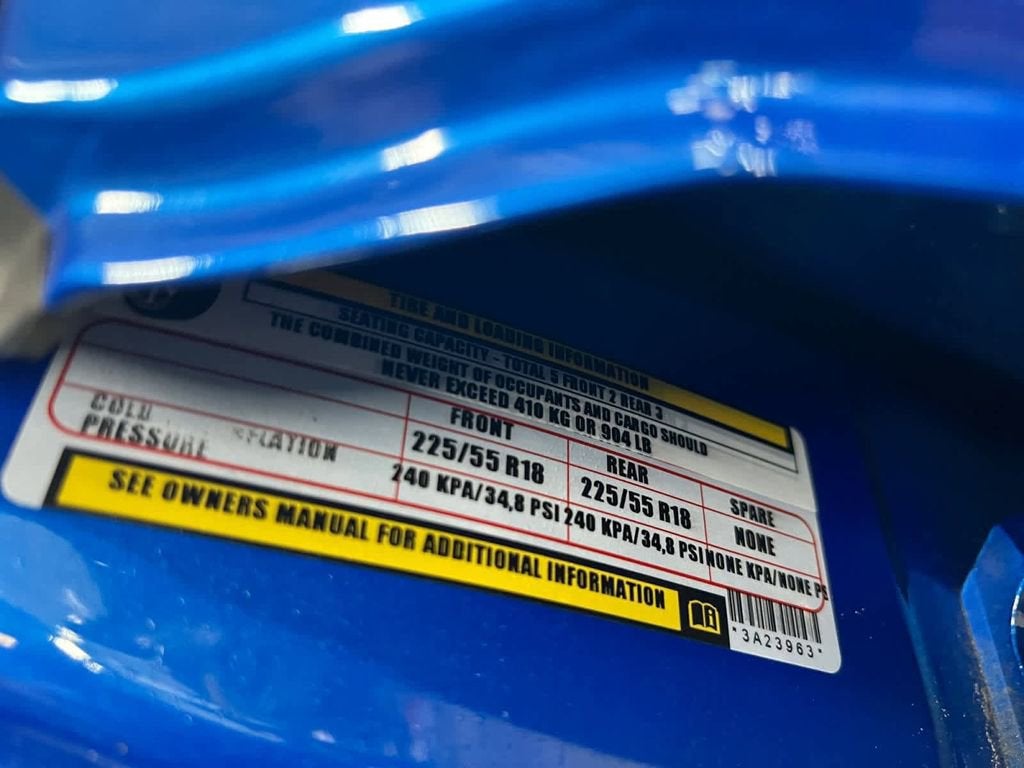 TIRE AND LOADING INFORMATION
SEATING CAPACITY - TOTAL 5 FRONT 2 REAR 3
THE COMBINED WEIGHT OF OCCUPANTS AND CARGO SHOULD
NEVER EXCEED 410 KG OR 904 LB
FRONT REAR SPARE
225/55 R18 225/55 R18 NONE
COLD
PRESSURE 240 KPA/34,8 PSI 240 KPA/34,8 PSI NONE KPA/NONE
SEE OWNERS MANUAL FOR ADDITIONAL INFORMATION
*3A23963*